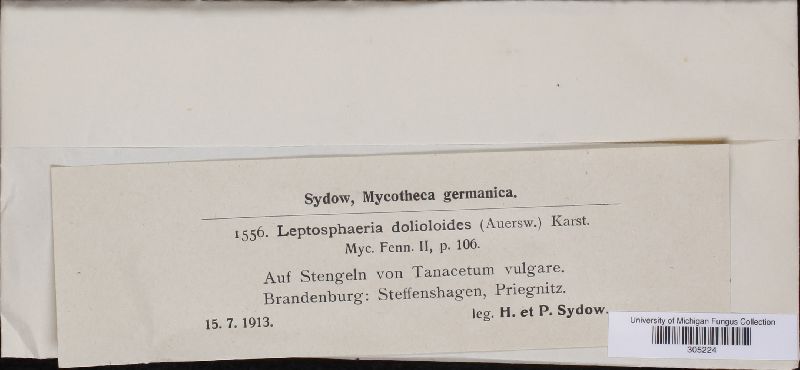 Sydow, Mycotheca germanica.
1556. Leptosphaeria dolioloides (Auersw.) Karst.
Myc. Fenn. II, p. 106.
Auf Stengeln von Tanacetum vulgare.
Brandenburg: Steffenshagen, Priegnitz.
15. 7. 1913. leg. H. et P. Sydow.
University of Michigan Fungus Collection
305224